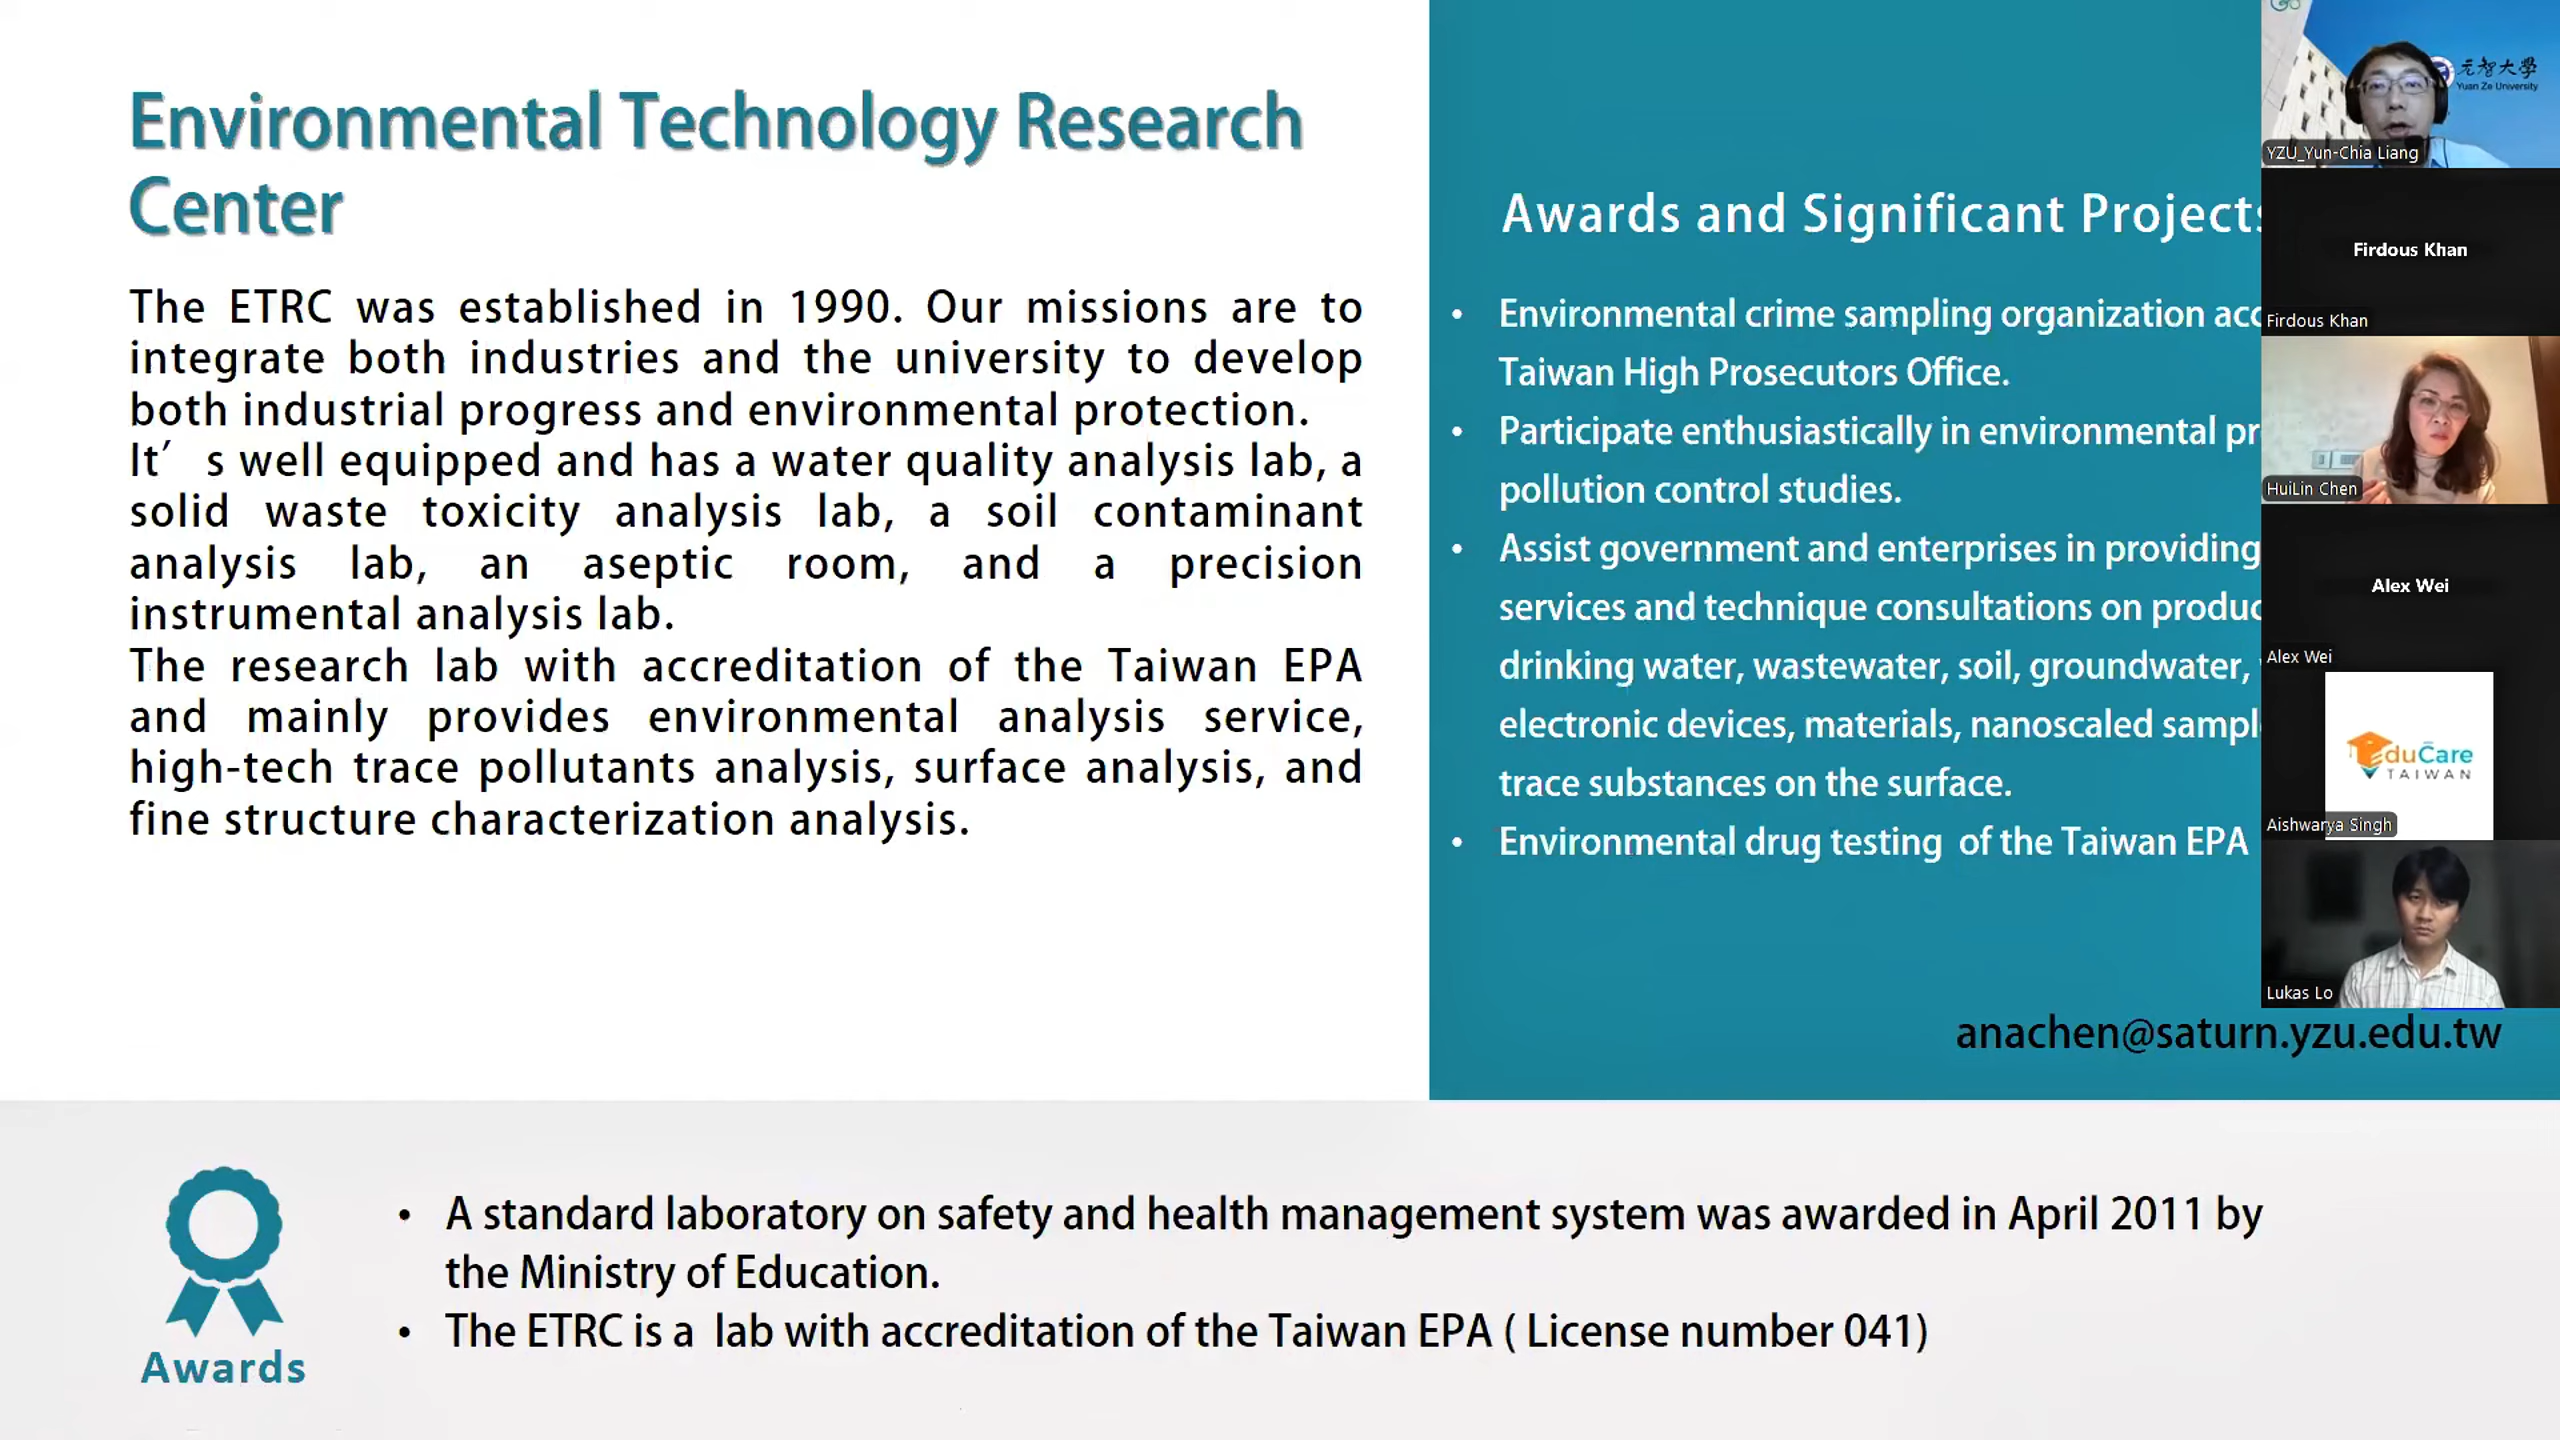 Environmental Technology Research
Center
The ETRC was established in 1990. Our missions are to
integrate both industries and the university to develop
both industrial progress and environmental protection.
It’ s well equipped and has a water quality analysis lab, a
solid waste toxicity analysis lab, a soil contaminant
analysis lab, an aseptic room, and a precision
instrumental analysis lab.
The research lab with accreditation of the Taiwan EPA
and mainly provides environmental analysis service,
high-tech trace pollutants analysis, surface analysis, and
fine structure characterization analysis.
Awards and Significant Projects
• Environmental crime sampling organization
Taiwan High Prosecutors Office.
• Participate enthusiastically in environmental
pollution control studies.
• Assist government and enterprises in providing
services and technique consultations on
drinking water, wastewater, soil, groundwater,
electronic devices, materials, nanoscaled
trace substances on the surface.
• Environmental drug testing of the Taiwan EPA
anachen@saturn.yzu.edu.tw
Awards
• A standard laboratory on safety and health management system was awarded in April 2011 by
the Ministry of Education.
• The ETRC is a lab with accreditation of the Taiwan EPA ( License number 041)
元智大學
Yuan Ze University
YZU_Yun-Chia Liang
Firdous Khan
Firdous Khan
HuiLin Chen
Alex Wei
Alex Wei
EduCare
TAIWAN
Aishwarya Singh
Lukas Lo